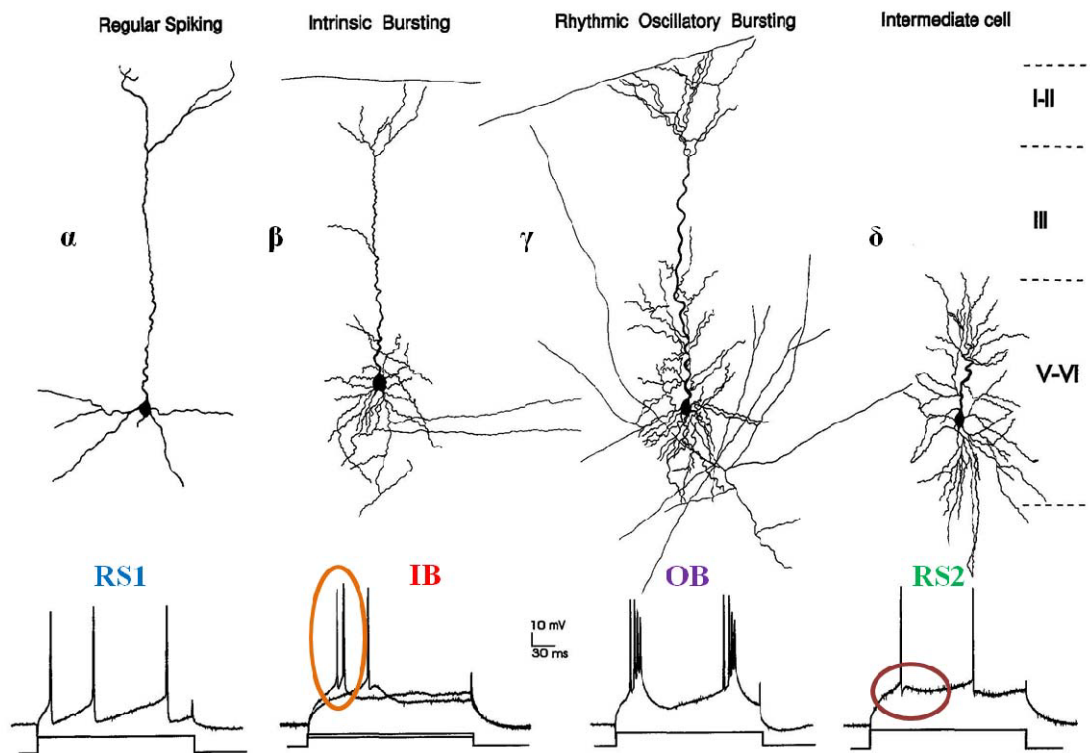 Regular Spiking
Intrinsic Bursting
Rhythmic Oscillatory Bursting
Intermediate cell
I-II
III
α
β
γ
δ
V-VI
RS1
IB
OB
RS2
10 mV
30 ms